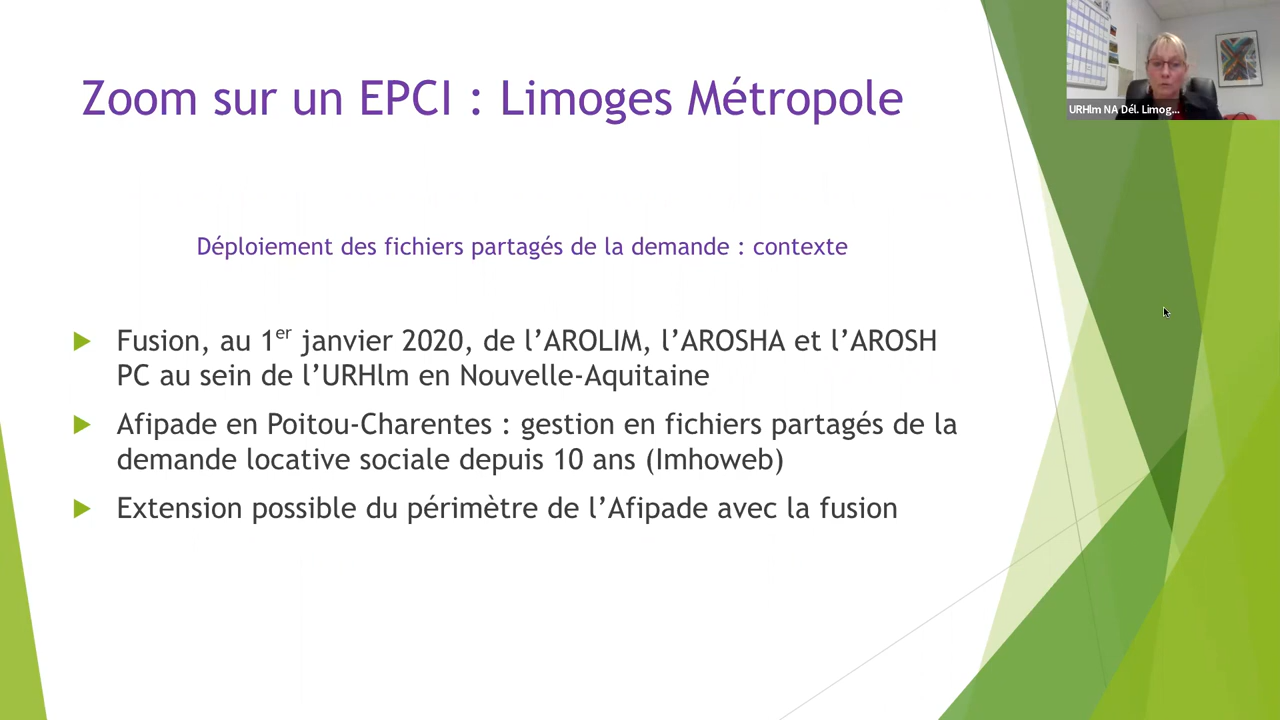 Zoom sur un EPCI : Limoges Métropole
URHlm NA Dél. Limog...
Déploiement des fichiers partagés de la demande : contexte
Fusion, au 1er janvier 2020, de l’AROLIM, l’AROSHA et l’AROSH
PC au sein de l’URHlm en Nouvelle-Aquitaine
Afipade en Poitou-Charentes : gestion en fichiers partagés de la
demande locative sociale depuis 10 ans (Imhoweb)
Extension possible du périmètre de l’Afipade avec la fusion